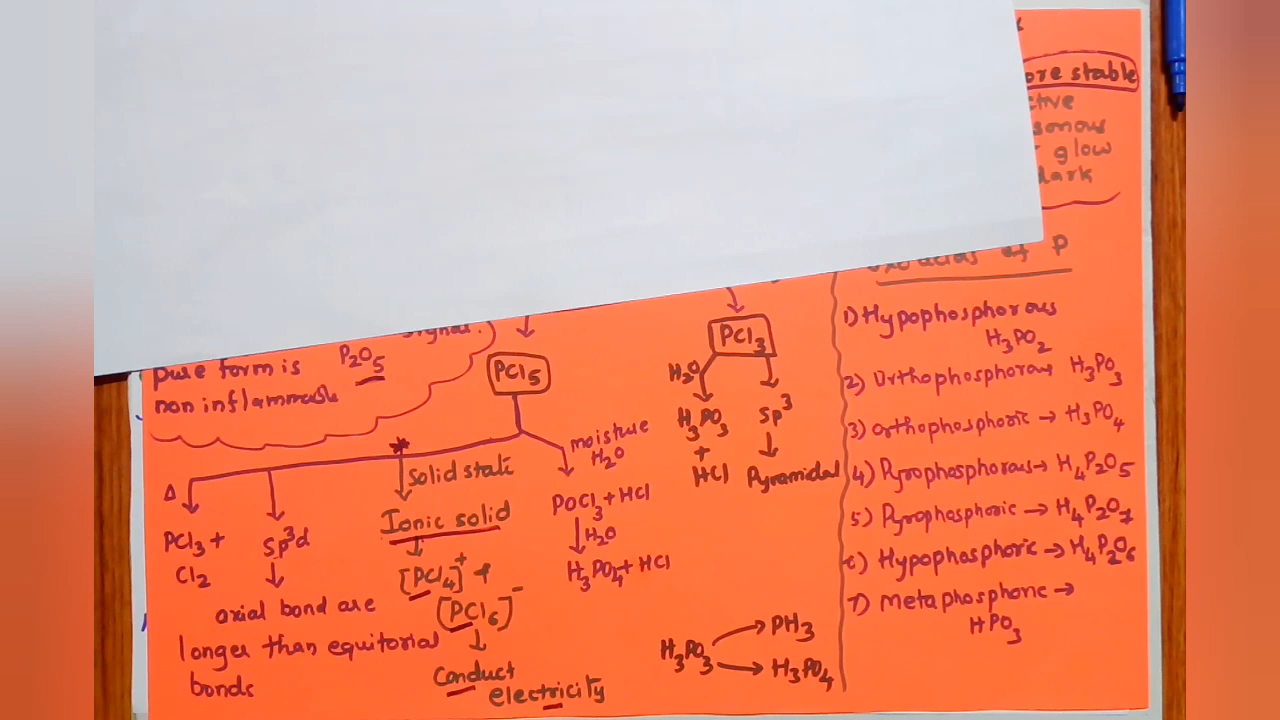 ore stable
ctive
sonous
glow
dark
of P
pure form is P₂O₅
non inflammable
PCl₅
Δ
PCl₃ +
Cl₂
Sp³d
axial bond are
longer than equitorial
bonds
*
Solid state
Ionic solid
[PCl₄]⁺ +
[PCl₆]⁻
Conduct
electricity
moisture
H₂O
POCl₃ + HCl
H₂O
H₃PO₄ + HCl
PCl₃
H₂O
H₃PO₃
+
HCl
Sp³
Pyramidal
H₃PO₃ → PH₃
→ H₃PO₄
1) Hypophosphorous
H₃PO₂
2) Orthophosphorous H₃PO₃
3) Orthophosphoric → H₃PO₄
4) Pyrophosphorous → H₄P₂O₅
5) Pyrophosphoric → H₄P₂O₇
6) Hypophosphoric → H₄P₂O₆
7) Metaphosphoric →
HPO₃